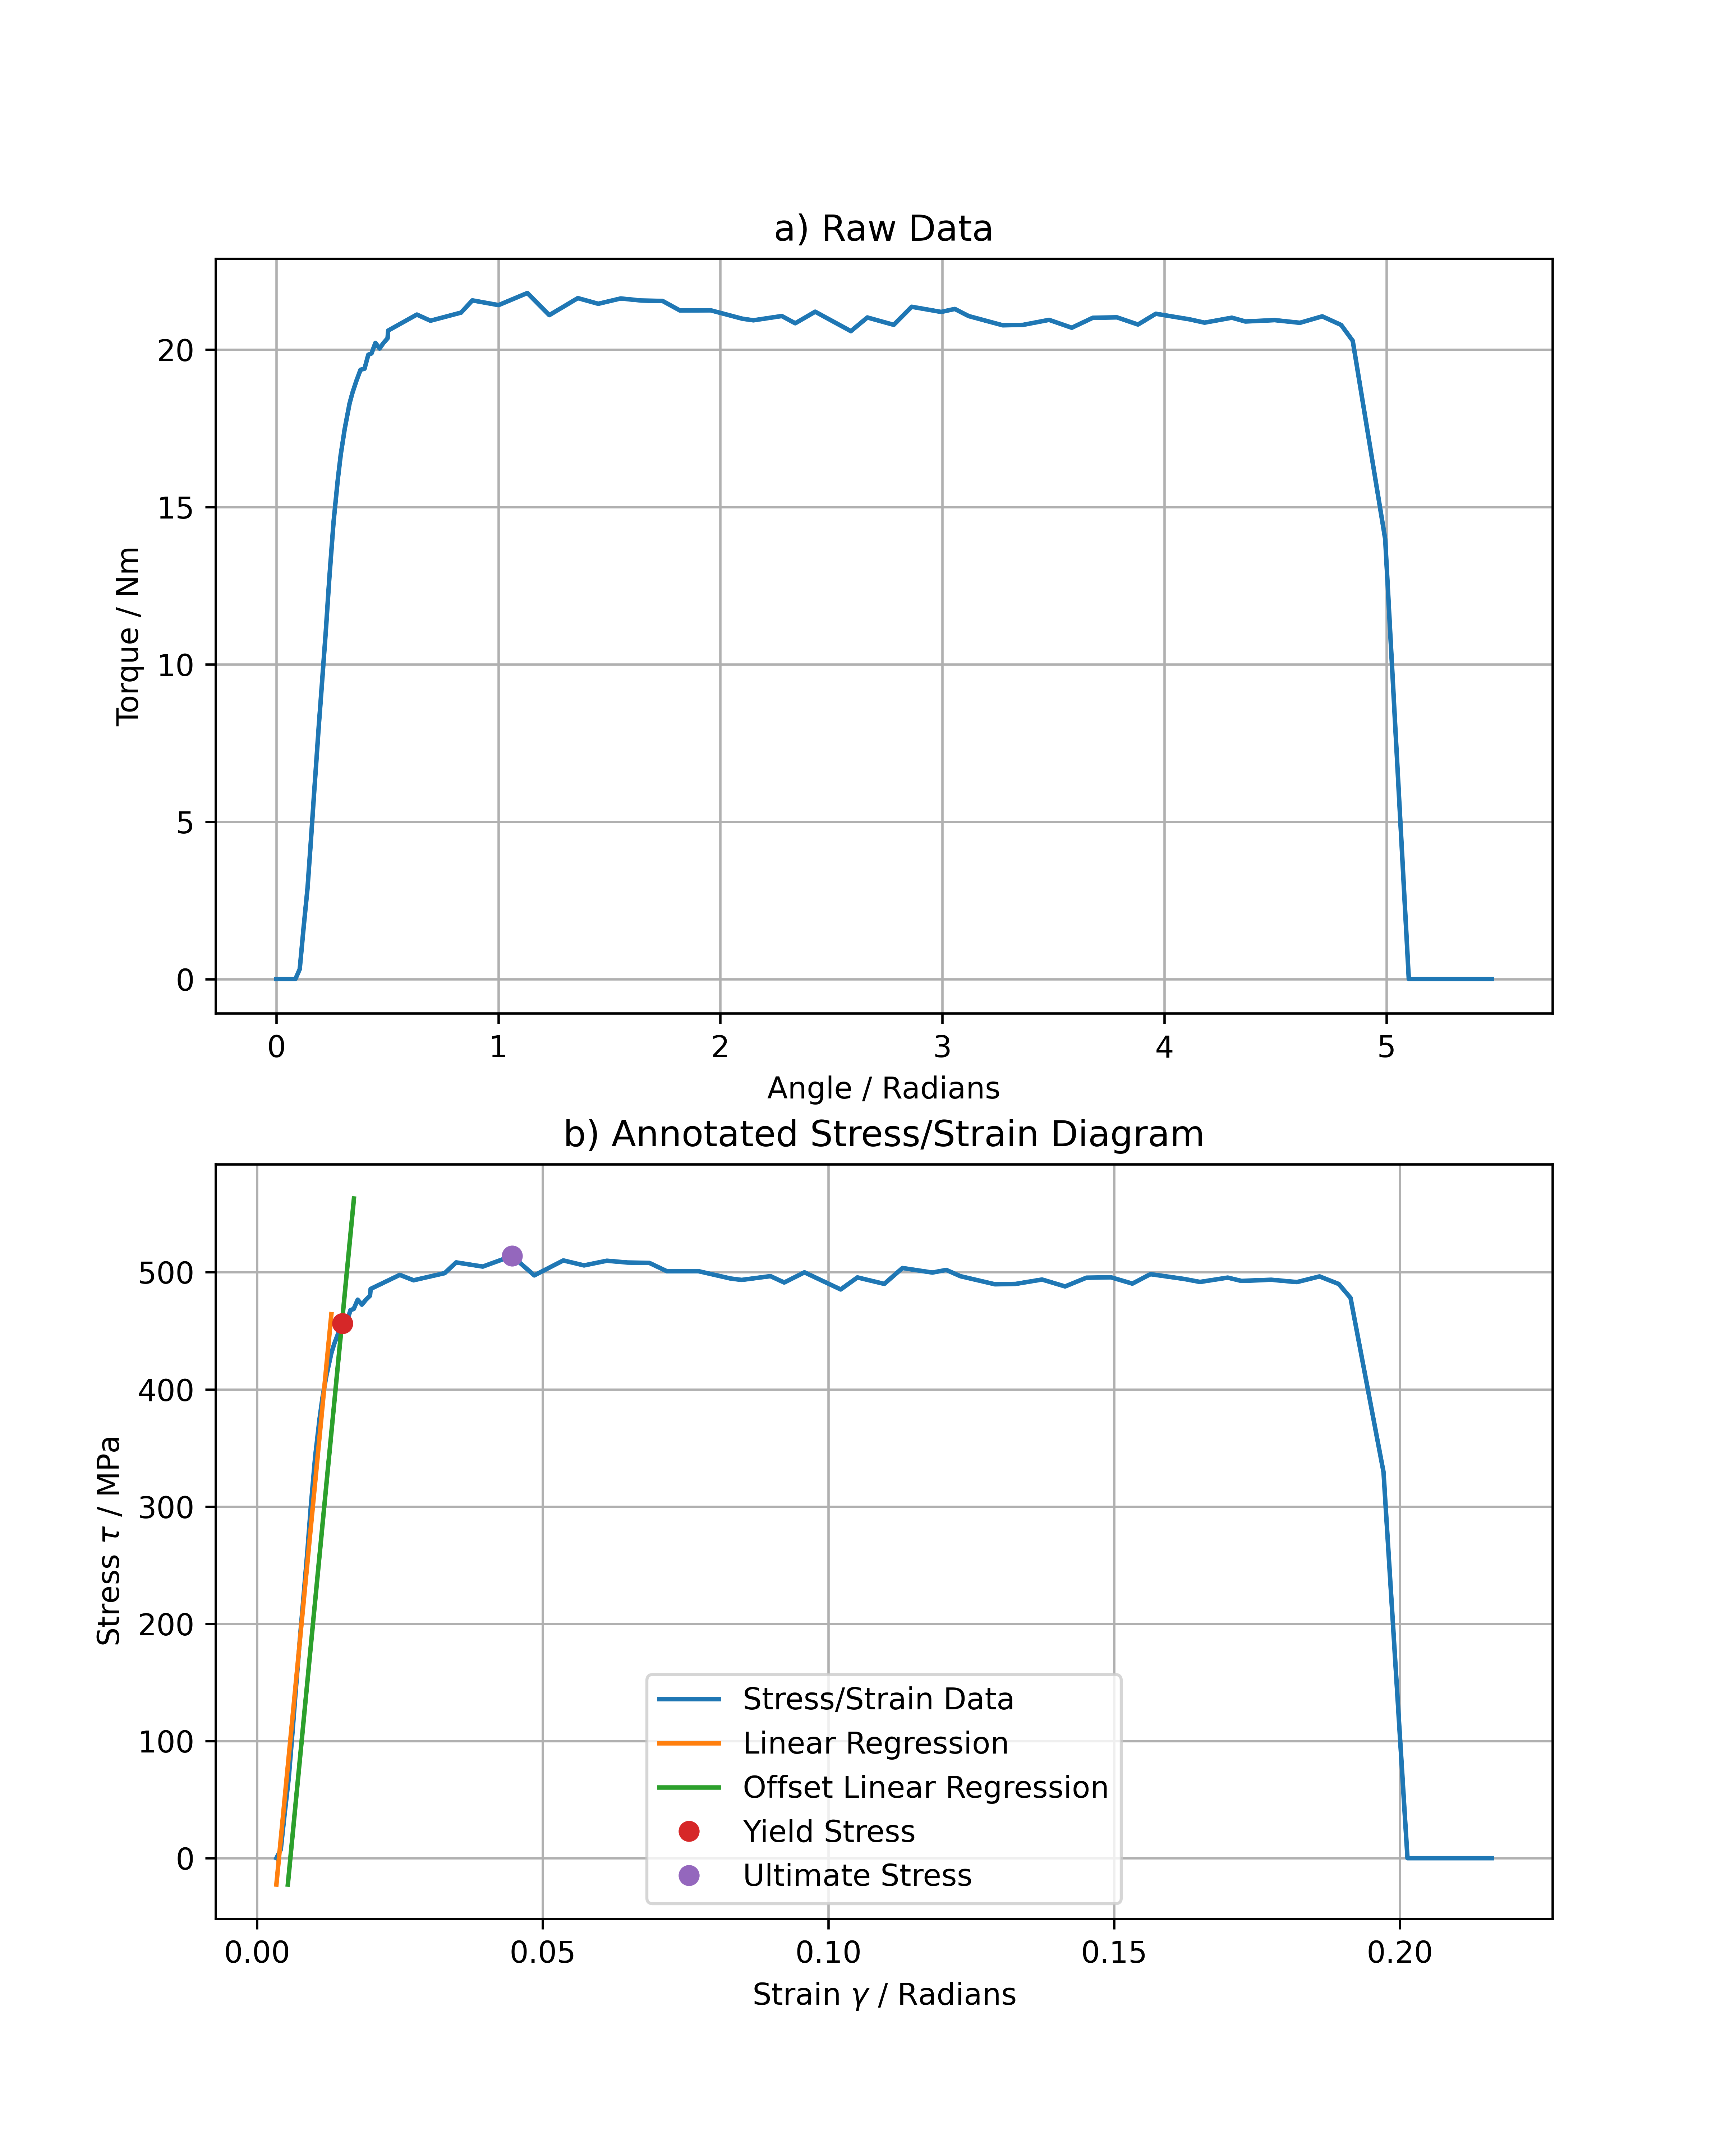 a) Raw Data
20
15
10
5
0
Torque / Nm
0 1 2 3 4 5
Angle / Radians
b) Annotated Stress/Strain Diagram
500
400
300
200
100
0
Stress τ / MPa
Stress/Strain Data
Linear Regression
Offset Linear Regression
Yield Stress
Ultimate Stress
0.00 0.05 0.10 0.15 0.20
Strain γ / Radians